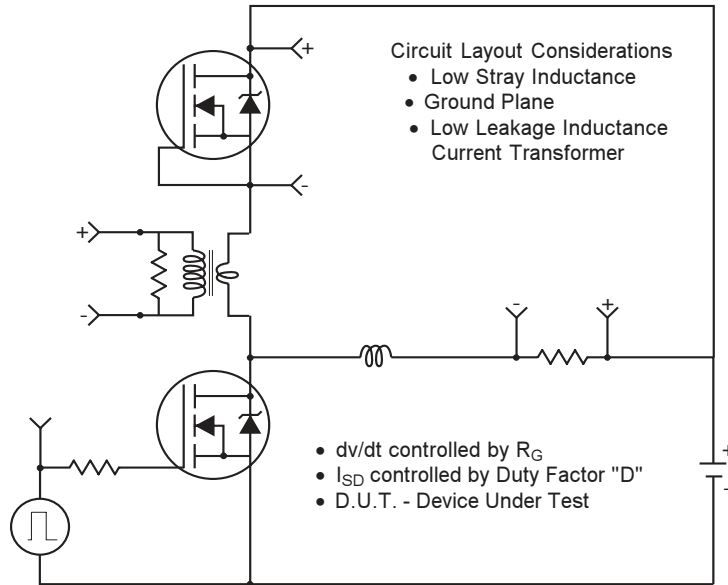 +
Circuit Layout Considerations
• Low Stray Inductance
• Ground Plane
• Low Leakage Inductance
Current Transformer
-
+
-
- +
• dv/dt controlled by RG
• ISD controlled by Duty Factor "D"
• D.U.T. - Device Under Test
+
-